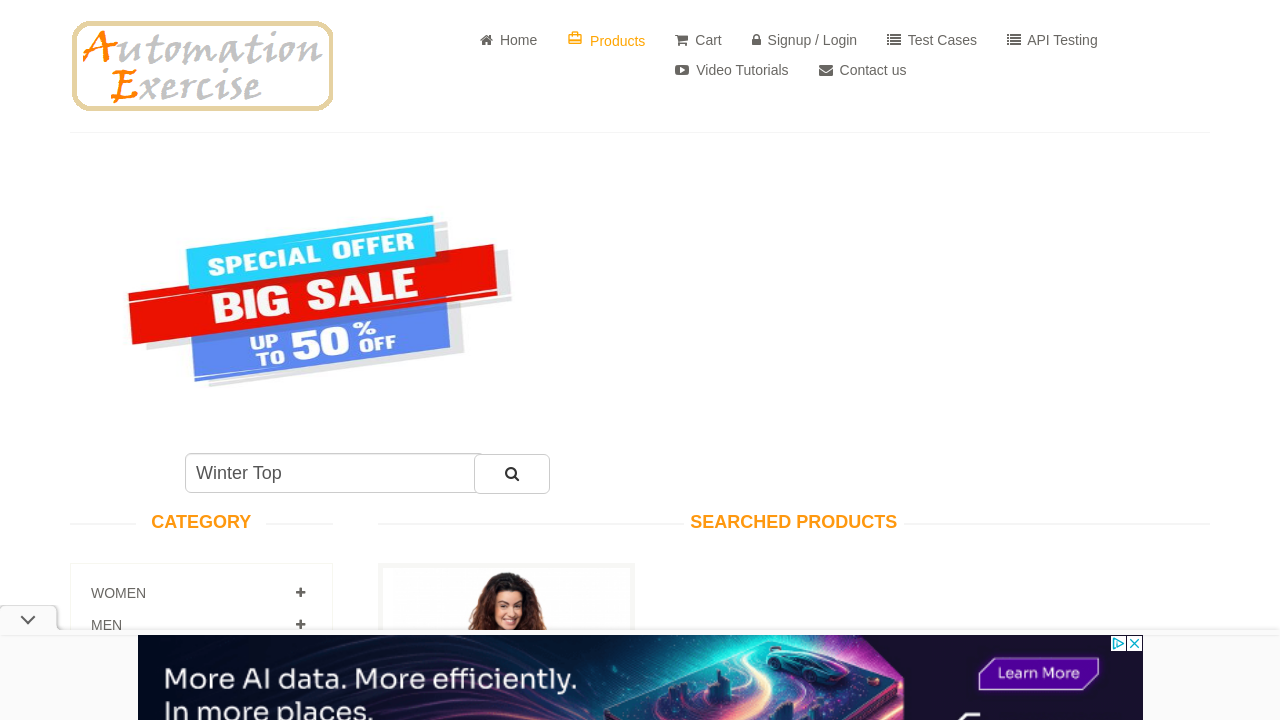 Automation
Exercise
Home
Products
Cart
Signup / Login
Test Cases
API Testing
Video Tutorials
Contact us
SPECIAL OFFER
BIG SALE
UP TO 50% OFF
Winter Top
CATEGORY
SEARCHED PRODUCTS
WOMEN
MEN
More AI data. More efficiently.
In more places.
Learn More